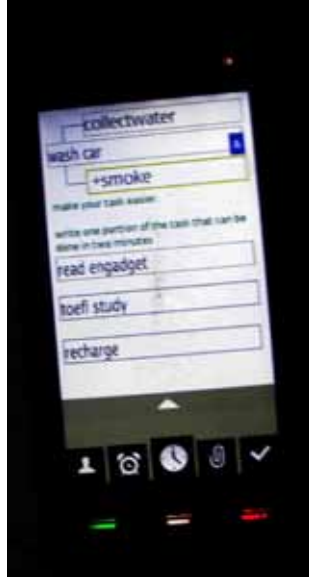 collectwater
wash car
+smoke
make your task easier.
write one portion of the task that can be
done in two minutes
read engadget
toefl study
recharge